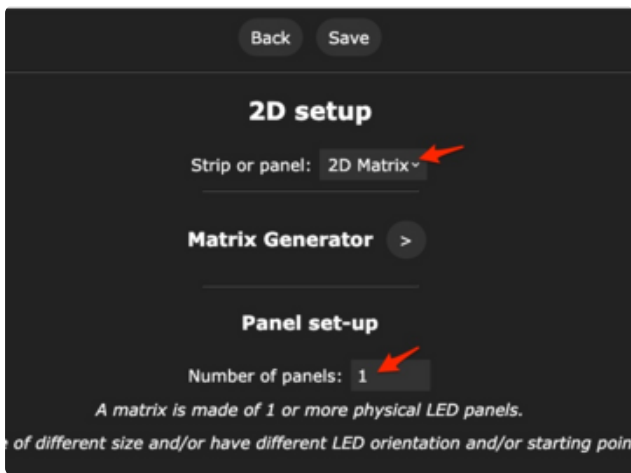 Back Save
2D setup
Strip or panel: 2D Matrix
Matrix Generator >
Panel set-up
Number of panels: 1
A matrix is made of 1 or more physical LED panels.
of different size and/or have different LED orientation and/or starting poin